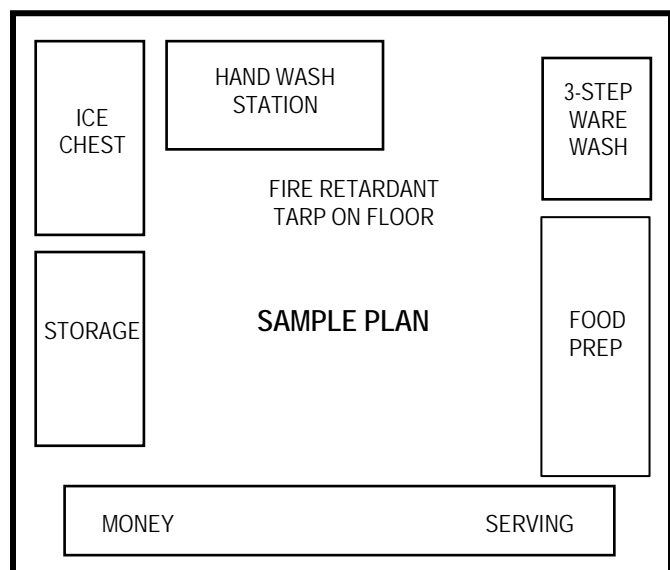 ICE
CHEST
HAND WASH
STATION
3-STEP
WARE
WASH
FIRE RETARDANT
TARP ON FLOOR
STORAGE
SAMPLE PLAN
FOOD
PREP
MONEY
SERVING